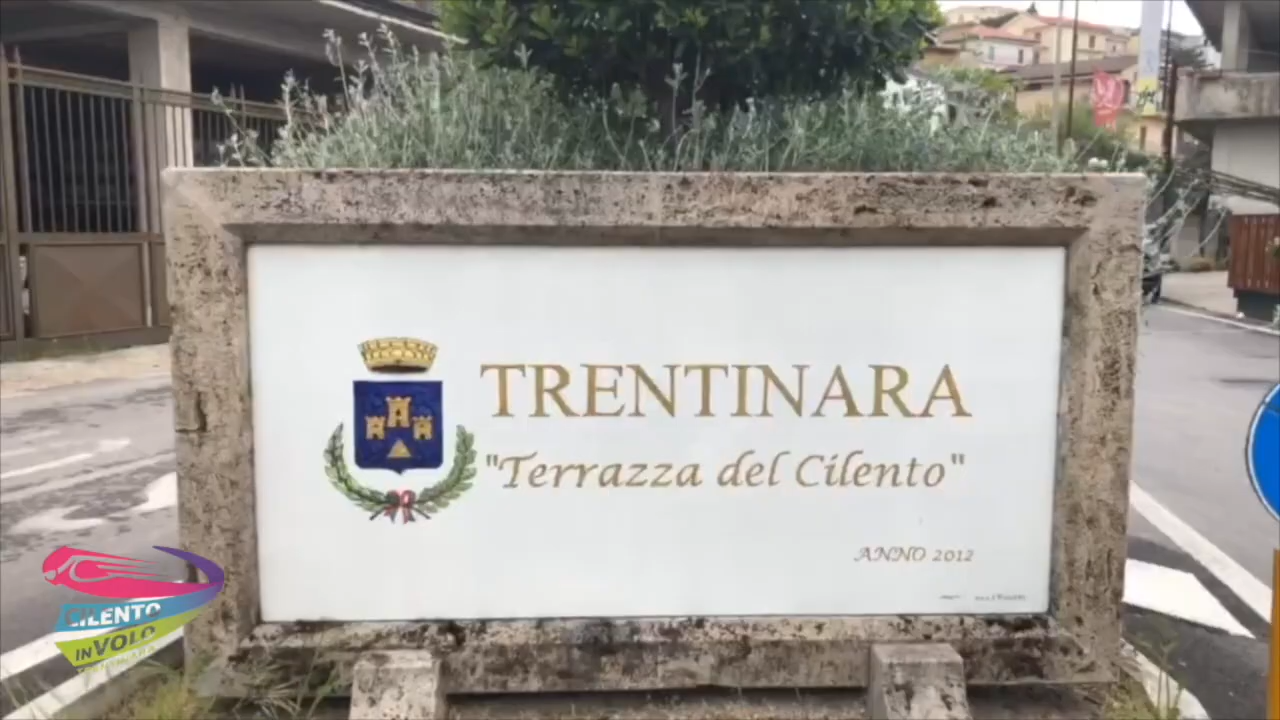 TRENTINARA
"Terrazza del Cilento"
ANNO 2012
CILENTO
IN VOLO